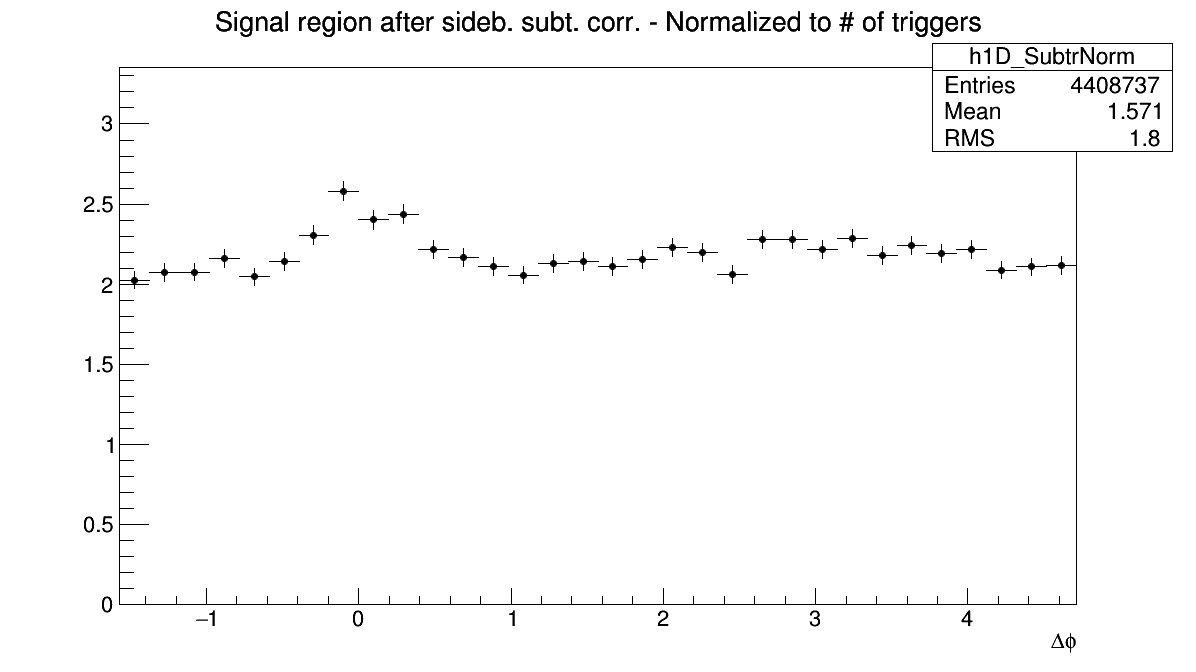 Signal region after sideb. subt. corr. - Normalized to # of triggers
h1D_SubtrNorm
Entries 4408737
Mean 1.571
RMS 1.8
3
2.5
2
1.5
1
0.5
0
−1 0 1 2 3 4
Δϕ